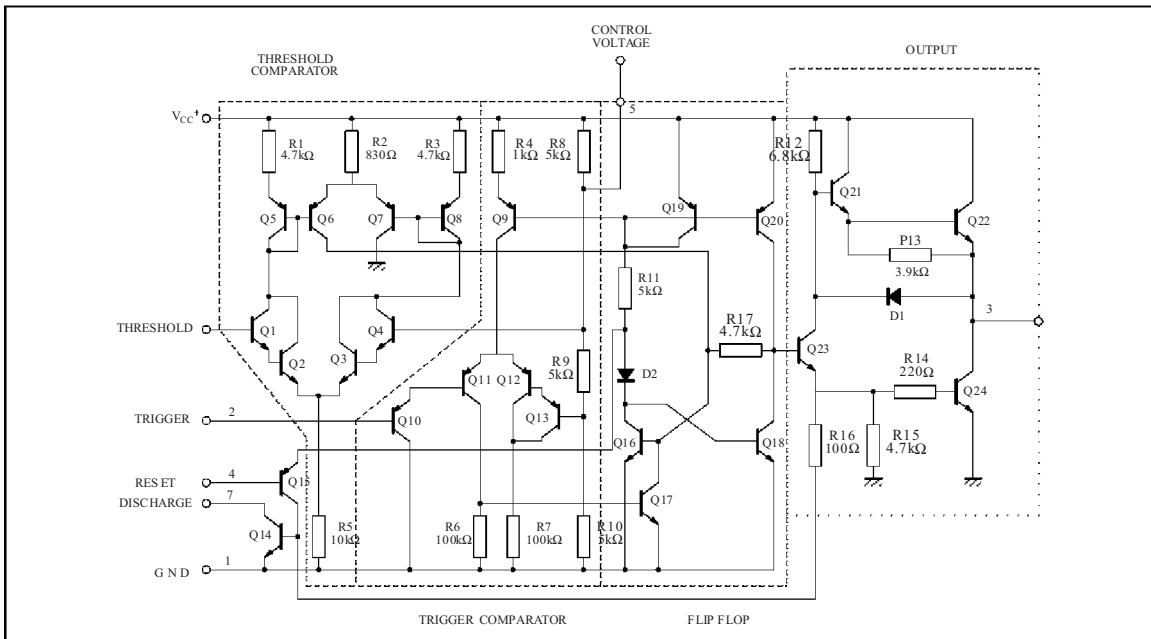 CONTROL
VOLTAGE
OUTPUT
THRESHOLD
COMPARATOR
5
VCC+
R1
4.7kΩ
R2
830Ω
R3
4.7kΩ
R4
1kΩ
R8
5kΩ
R12
6.8kΩ
Q5
Q6
Q7
Q8
Q9
Q19
Q20
Q21
Q22
P13
3.9kΩ
R11
5kΩ
D1
3
THRESHOLD
Q1
Q2
Q3
Q4
R17
4.7kΩ
Q23
R9
5kΩ
D2
R14
220Ω
Q24
Q11
Q12
TRIGGER
2
Q10
Q13
Q16
Q18
R16
100Ω
R15
4.7kΩ
RESET
4
Q15
DISCHARGE
7
Q17
Q14
R5
10kΩ
R6
100kΩ
R7
100kΩ
R10
5kΩ
GND
1
TRIGGER COMPARATOR
FLIP FLOP